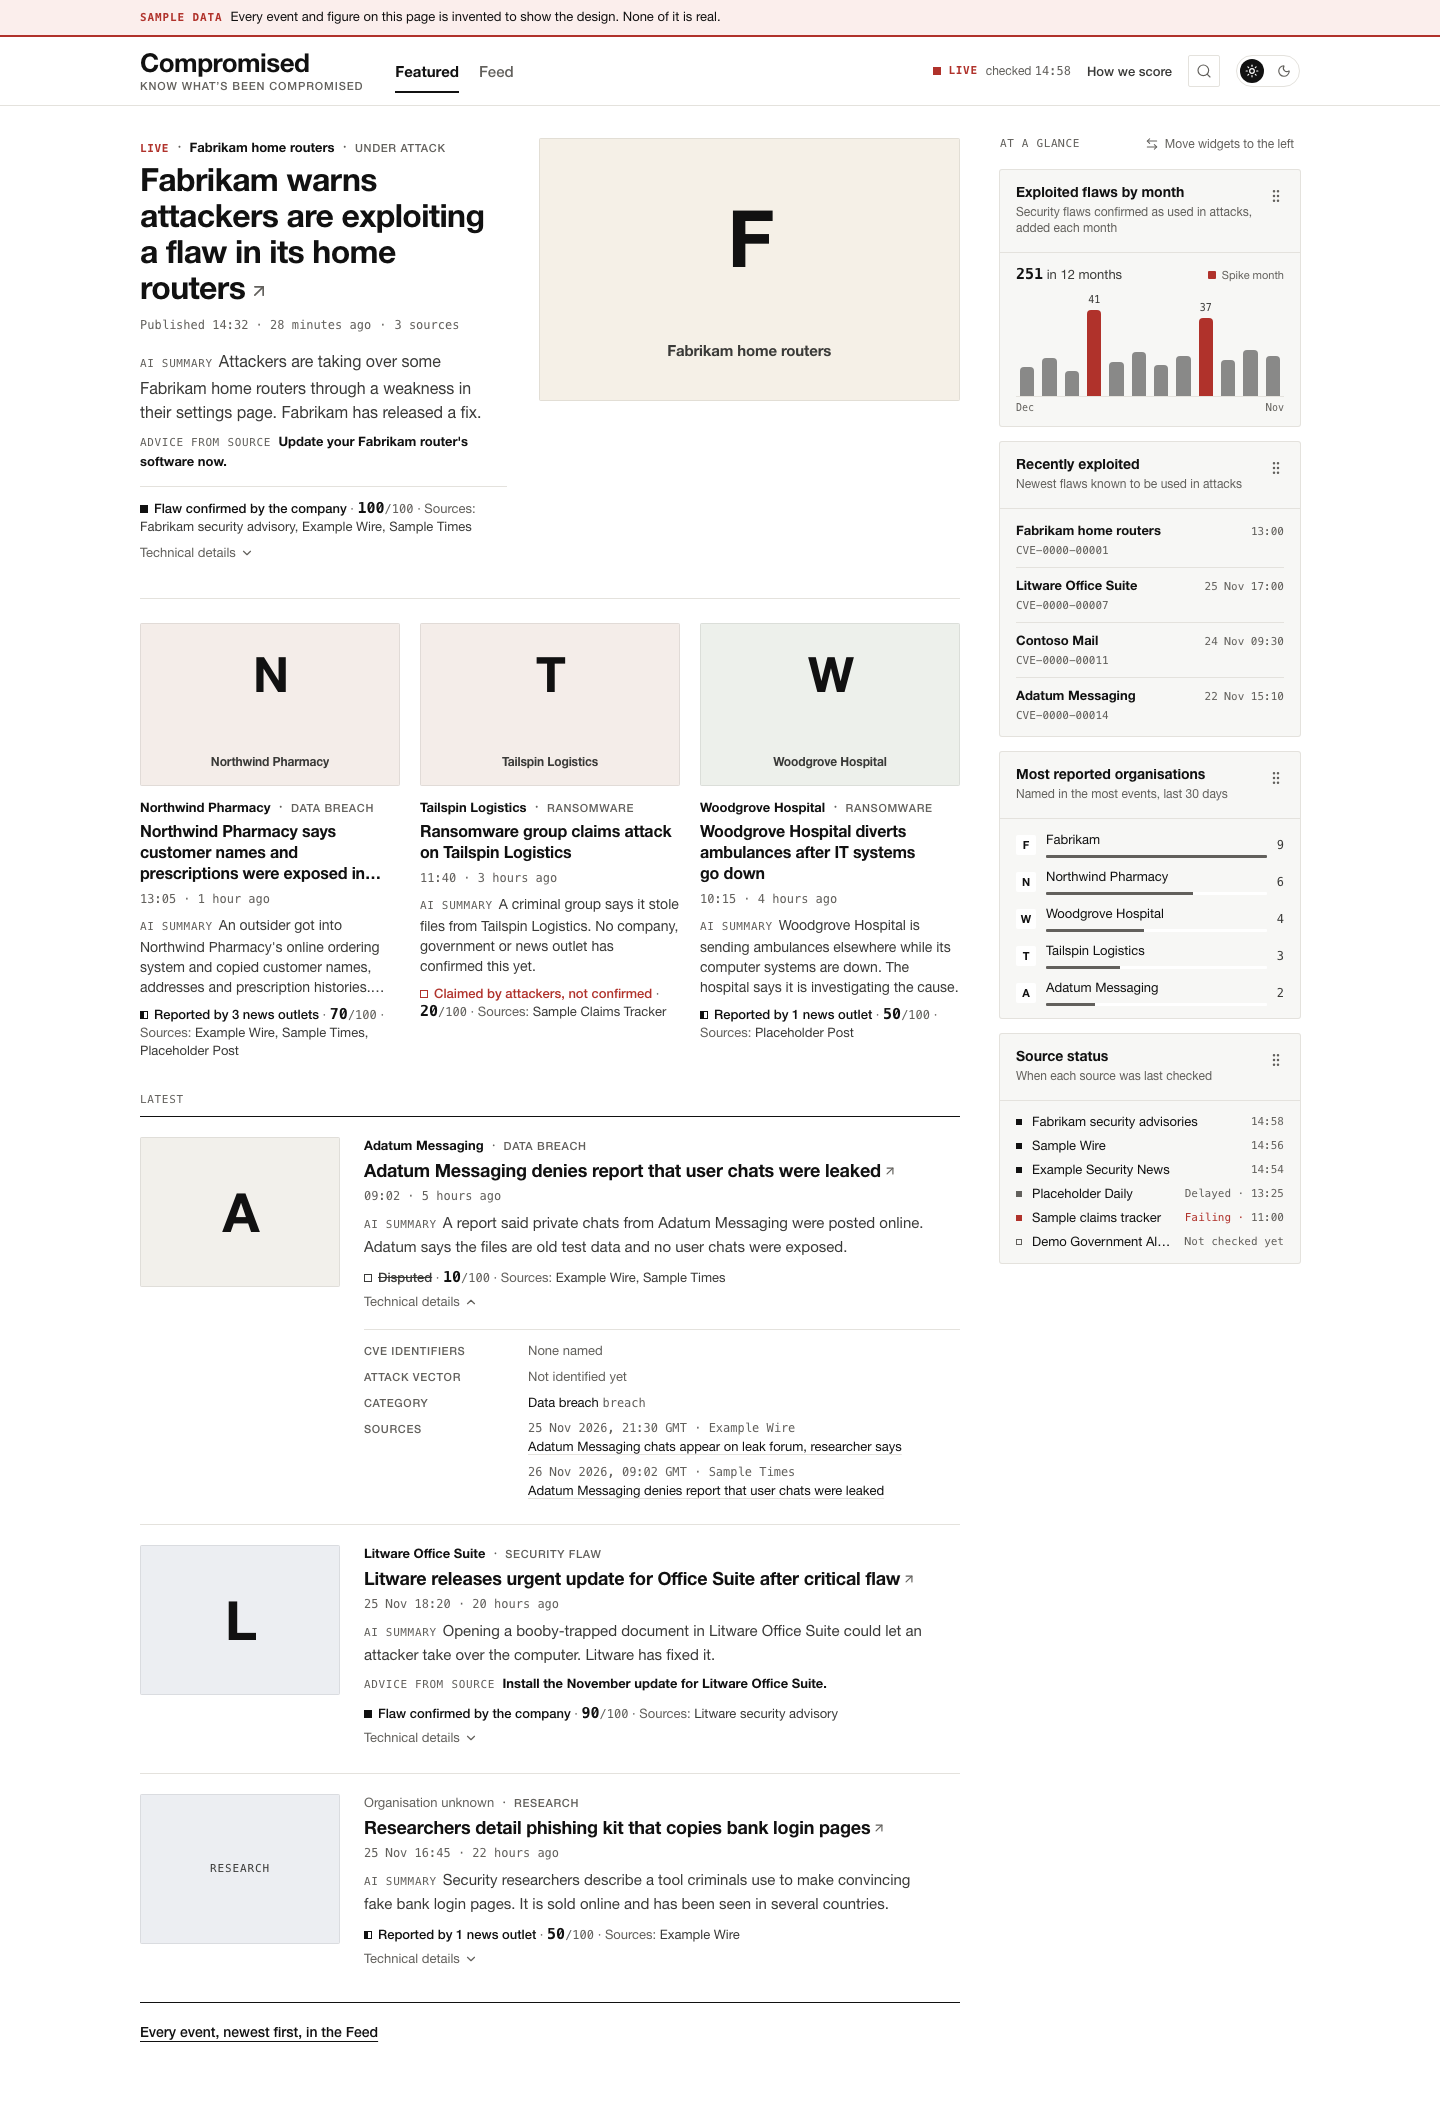 SAMPLE DATA Every event and figure on this page is invented to show the design. None of it is real.
Compromised
KNOW WHAT'S BEEN COMPROMISED
Featured Feed
LIVE checked 14:58 How we score
LIVE · Fabrikam home routers · UNDER ATTACK
Fabrikam warns
attackers are exploiting
a flaw in its home
routers
Published 14:32 · 28 minutes ago · 3 sources
AI SUMMARY Attackers are taking over some
Fabrikam home routers through a weakness in
their settings page. Fabrikam has released a fix.
ADVICE FROM SOURCE Update your Fabrikam router's
software now.
Flaw confirmed by the company · 100/100 · Sources:
Fabrikam security advisory, Example Wire, Sample Times
Technical details
F
Fabrikam home routers
N
Northwind Pharmacy
Northwind Pharmacy · DATA BREACH
Northwind Pharmacy says
customer names and
prescriptions were exposed in…
13:05 · 1 hour ago
AI SUMMARY An outsider got into
Northwind Pharmacy's online ordering
system and copied customer names,
addresses and prescription histories.…
Reported by 3 news outlets · 70/100 ·
Sources: Example Wire, Sample Times,
Placeholder Post
T
Tailspin Logistics
Tailspin Logistics · RANSOMWARE
Ransomware group claims attack
on Tailspin Logistics
11:40 · 3 hours ago
AI SUMMARY A criminal group says it stole
files from Tailspin Logistics. No company,
government or news outlet has
confirmed this yet.
Claimed by attackers, not confirmed ·
20/100 · Sources: Sample Claims Tracker
W
Woodgrove Hospital
Woodgrove Hospital · RANSOMWARE
Woodgrove Hospital diverts
ambulances after IT systems
go down
10:15 · 4 hours ago
AI SUMMARY Woodgrove Hospital is
sending ambulances elsewhere while its
computer systems are down. The
hospital says it is investigating the cause.
Reported by 1 news outlet · 50/100 ·
Sources: Placeholder Post
LATEST
A
Adatum Messaging · DATA BREACH
Adatum Messaging denies report that user chats were leaked
09:02 · 5 hours ago
AI SUMMARY A report said private chats from Adatum Messaging were posted online.
Adatum says the files are old test data and no user chats were exposed.
Disputed · 10/100 · Sources: Example Wire, Sample Times
Technical details
CVE IDENTIFIERS None named
ATTACK VECTOR Not identified yet
CATEGORY Data breach breach
SOURCES 25 Nov 2026, 21:30 GMT · Example Wire
Adatum Messaging chats appear on leak forum, researcher says
26 Nov 2026, 09:02 GMT · Sample Times
Adatum Messaging denies report that user chats were leaked
L
Litware Office Suite · SECURITY FLAW
Litware releases urgent update for Office Suite after critical flaw
25 Nov 18:20 · 20 hours ago
AI SUMMARY Opening a booby-trapped document in Litware Office Suite could let an
attacker take over the computer. Litware has fixed it.
ADVICE FROM SOURCE Install the November update for Litware Office Suite.
Flaw confirmed by the company · 90/100 · Sources: Litware security advisory
Technical details
RESEARCH
Organisation unknown · RESEARCH
Researchers detail phishing kit that copies bank login pages
25 Nov 16:45 · 22 hours ago
AI SUMMARY Security researchers describe a tool criminals use to make convincing
fake bank login pages. It is sold online and has been seen in several countries.
Reported by 1 news outlet · 50/100 · Sources: Example Wire
Technical details
Every event, newest first, in the Feed
AT A GLANCE Move widgets to the left
Exploited flaws by month
Security flaws confirmed as used in attacks,
added each month
251 in 12 months Spike month
41
37
Dec Nov
Recently exploited
Newest flaws known to be used in attacks
Fabrikam home routers 13:00
CVE-0000-00001
Litware Office Suite 25 Nov 17:00
CVE-0000-00007
Contoso Mail 24 Nov 09:30
CVE-0000-00011
Adatum Messaging 22 Nov 15:10
CVE-0000-00014
Most reported organisations
Named in the most events, last 30 days
F Fabrikam 9
N Northwind Pharmacy 6
W Woodgrove Hospital 4
T Tailspin Logistics 3
A Adatum Messaging 2
Source status
When each source was last checked
Fabrikam security advisories 14:58
Sample Wire 14:56
Example Security News 14:54
Placeholder Daily Delayed · 13:25
Sample claims tracker Failing · 11:00
Demo Government Al… Not checked yet